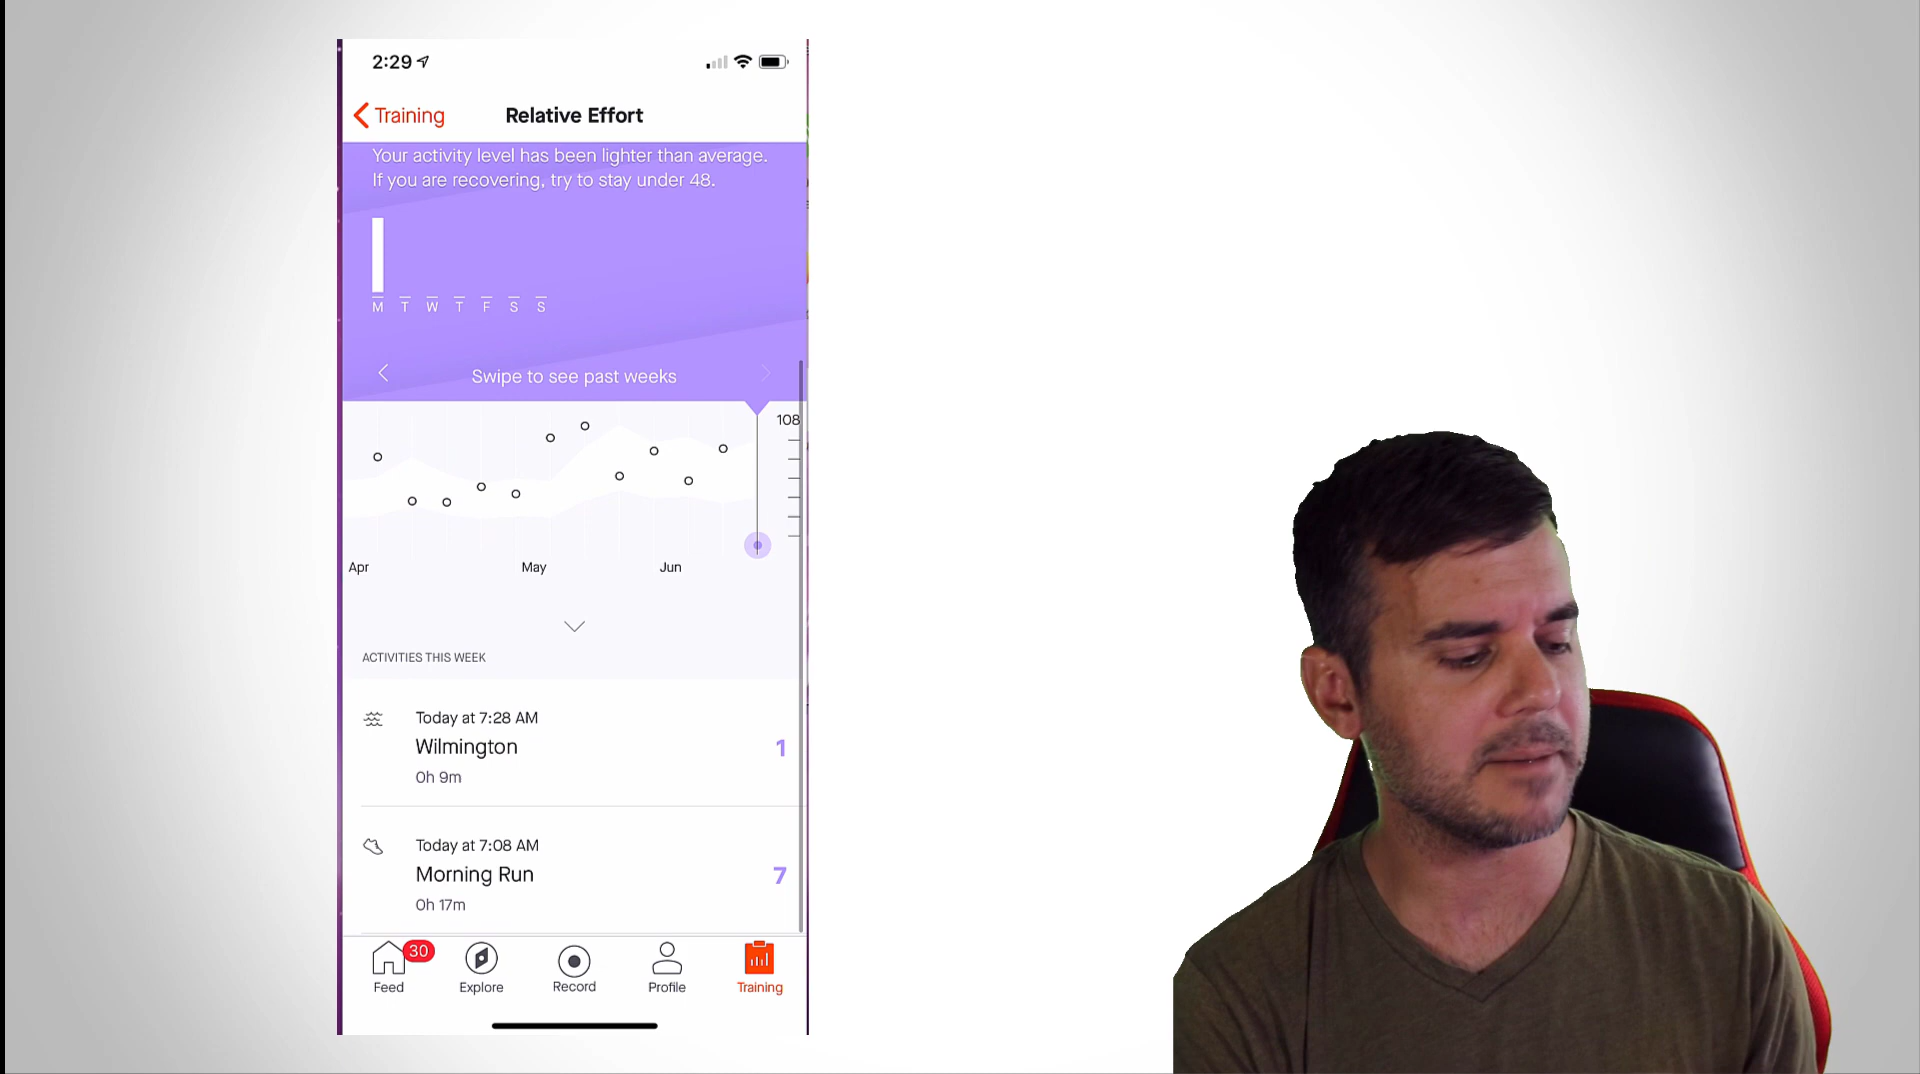 2:29
Training
Relative Effort
Your activity level has been lighter than average.
If you are recovering, try to stay under 48.
M T W T F S S
Swipe to see past weeks
108
Apr May Jun
ACTIVITIES THIS WEEK
Today at 7:28 AM
Wilmington
1
0h 9m
Today at 7:08 AM
Morning Run
7
0h 17m
30
Feed Explore Record Profile Training